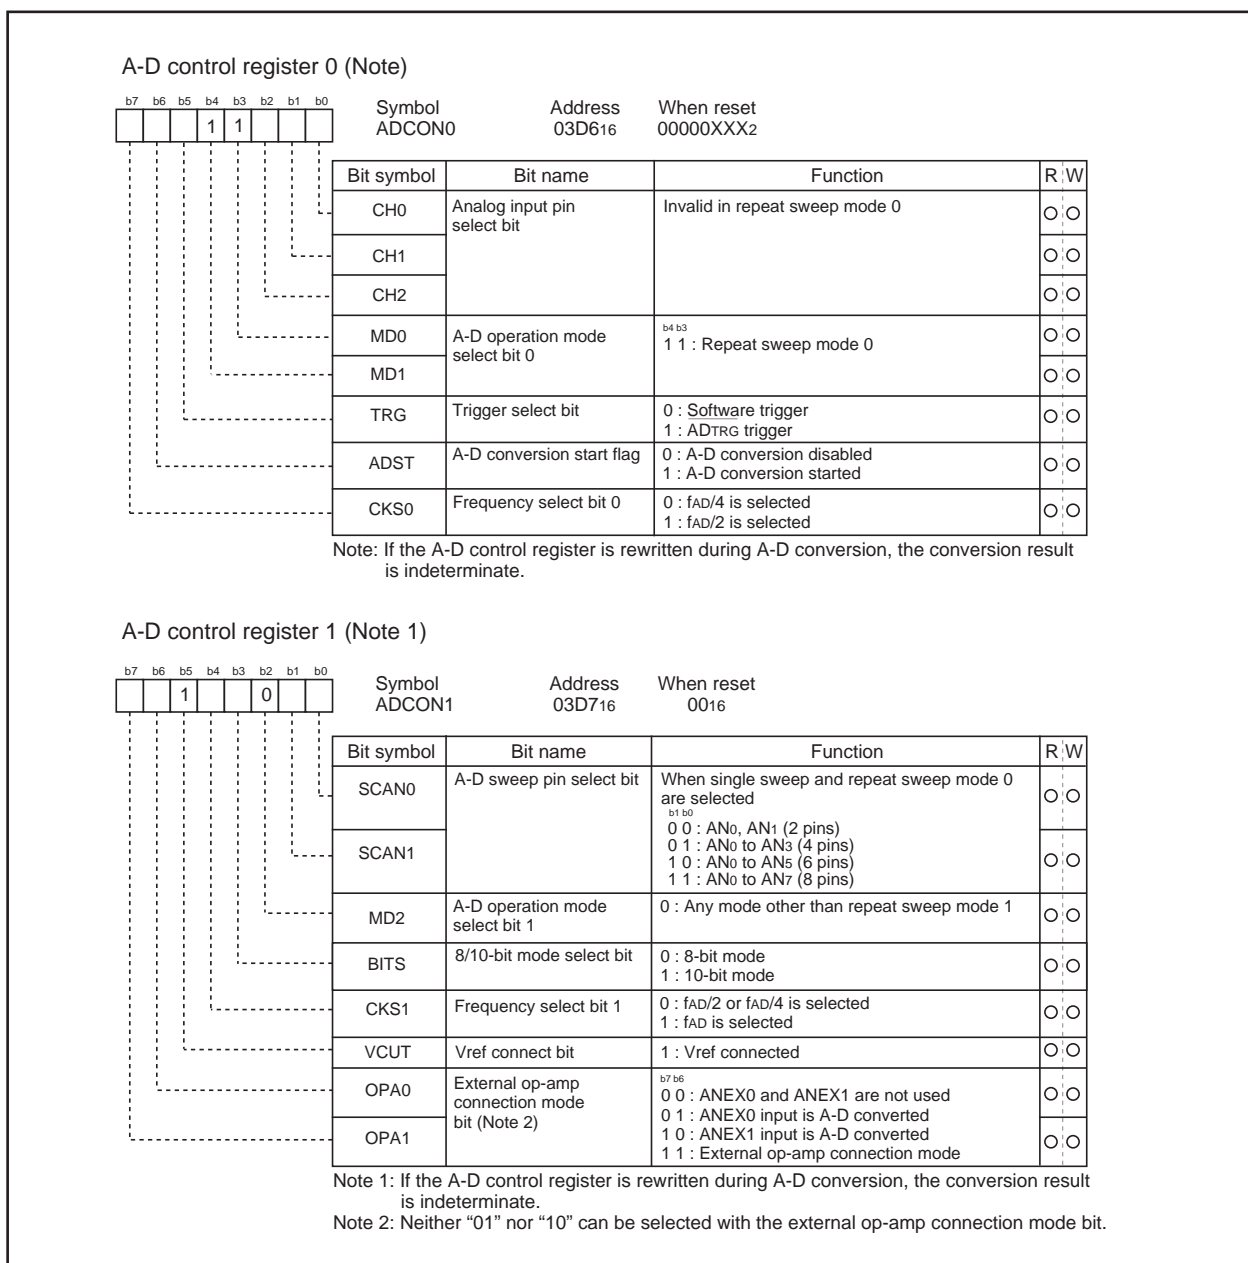 A-D control register 0 (Note)
b7 b6 b5 b4 b3 b2 b1 b0
1 1
Symbol Address When reset
ADCON0 03D616 00000XXX2
Bit symbol Bit name Function R W
CH0 Analog input pin select bit Invalid in repeat sweep mode 0
CH1
CH2
MD0 A-D operation mode select bit 0
b4 b3
1 1 : Repeat sweep mode 0
MD1
TRG Trigger select bit 0 : Software trigger
1 : ADTRG trigger
ADST A-D conversion start flag 0 : A-D conversion disabled
1 : A-D conversion started
CKS0 Frequency select bit 0 0 : fAD/4 is selected
1 : fAD/2 is selected
Note: If the A-D control register is rewritten during A-D conversion, the conversion result
is indeterminate.
A-D control register 1 (Note 1)
b7 b6 b5 b4 b3 b2 b1 b0
1 0
Symbol Address When reset
ADCON1 03D716 0016
Bit symbol Bit name Function R W
SCAN0 A-D sweep pin select bit When single sweep and repeat sweep mode 0
are selected
b1 b0
0 0 : AN0, AN1 (2 pins)
0 1 : AN0 to AN3 (4 pins)
SCAN1
1 0 : AN0 to AN5 (6 pins)
1 1 : AN0 to AN7 (8 pins)
MD2 A-D operation mode select bit 1 0 : Any mode other than repeat sweep mode 1
BITS 8/10-bit mode select bit 0 : 8-bit mode
1 : 10-bit mode
CKS1 Frequency select bit 1 0 : fAD/2 or fAD/4 is selected
1 : fAD is selected
VCUT Vref connect bit 1 : Vref connected
OPA0 External op-amp connection mode bit (Note 2)
b7 b6
0 0 : ANEX0 and ANEX1 are not used
0 1 : ANEX0 input is A-D converted
OPA1
1 0 : ANEX1 input is A-D converted
1 1 : External op-amp connection mode
Note 1: If the A-D control register is rewritten during A-D conversion, the conversion result
is indeterminate.
Note 2: Neither “01” nor “10” can be selected with the external op-amp connection mode bit.